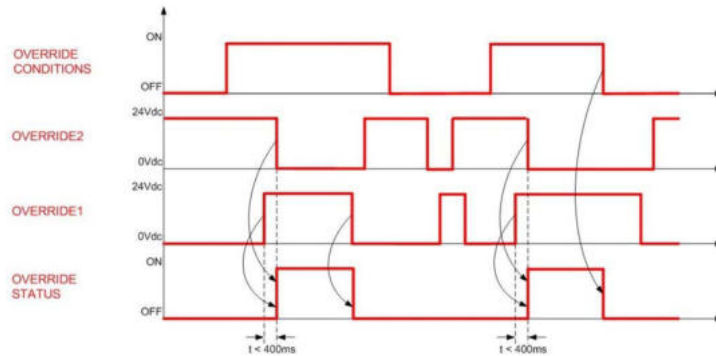 ON
OVERRIDE
CONDITIONS
OFF
24Vdc
OVERRIDE2
0Vdc
24Vdc
OVERRIDE1
0Vdc
ON
OVERRIDE
STATUS
OFF
t < 400ms
t < 400ms